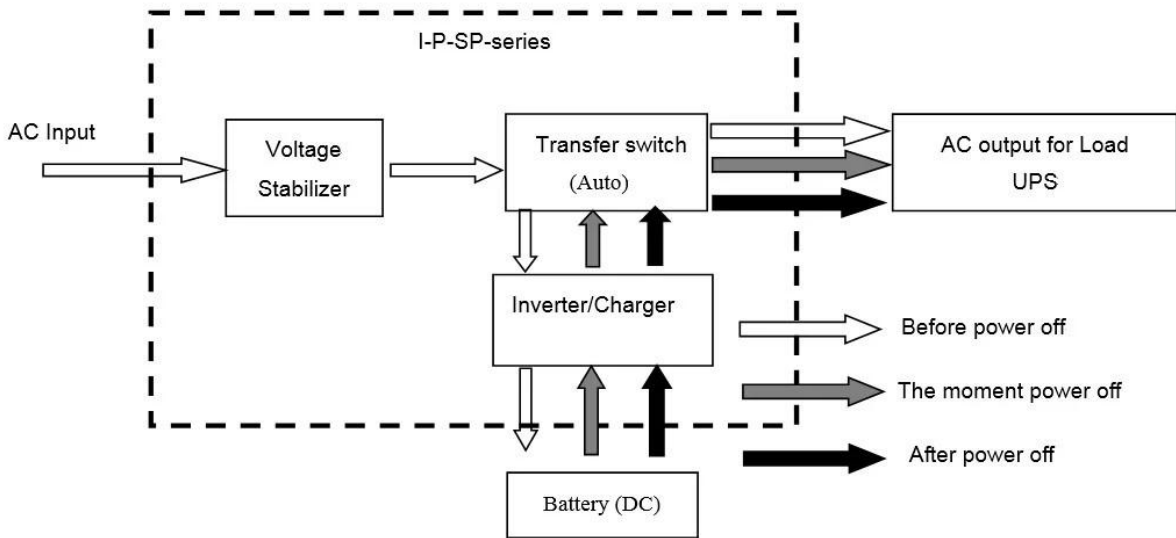 I-P-SP-series
AC Input
Voltage
Stabilizer
Transfer switch
(Auto)
AC output for Load
UPS
Inverter/Charger
Before power off
The moment power off
After power off
Battery (DC)